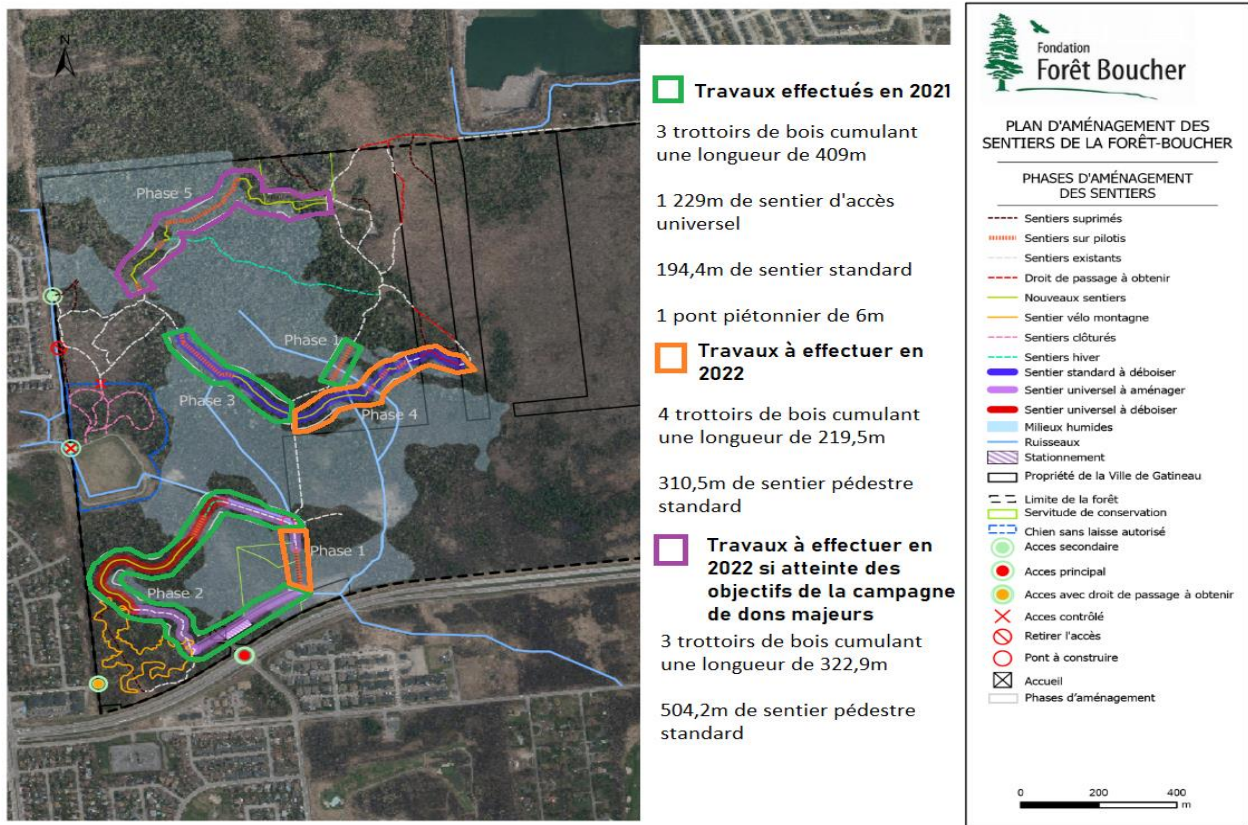 N
Phase 5
Phase 1
Phase 3
Phase 4
Phase 1
Phase 2
Travaux effectués en 2021
3 trottoirs de bois cumulant
une longueur de 409m
1 229m de sentier d'accès
universel
194,4m de sentier standard
1 pont piétonnier de 6m
Travaux à effectuer en
2022
4 trottoirs de bois cumulant
une longueur de 219,5m
310,5m de sentier pédestre
standard
Travaux à effectuer en
2022 si atteinte des
objectifs de la campagne
de dons majeurs
3 trottoirs de bois cumulant
une longueur de 322,9m
504,2m de sentier pédestre
standard
Fondation
Forêt Boucher
PLAN D'AMÉNAGEMENT DES
SENTIERS DE LA FORÊT-BOUCHER
PHASES D'AMÉNAGEMENT
DES SENTIERS
Sentiers suprimés
Sentiers sur pilotis
Sentiers existants
Droit de passage à obtenir
Nouveaux sentiers
Sentier vélo montagne
Sentiers clôturés
Sentiers hiver
Sentier standard à déboiser
Sentier universel à aménager
Sentier universel à déboiser
Milieux humides
Ruisseaux
Stationnement
Propriété de la Ville de Gatineau
Limite de la forêt
Servitude de conservation
Chien sans laisse autorisé
Acces secondaire
Acces principal
Acces avec droit de passage à obtenir
Acces contrôlé
Retirer l'accès
Pont à construire
Accueil
Phases d'aménagement
0 200 400
m